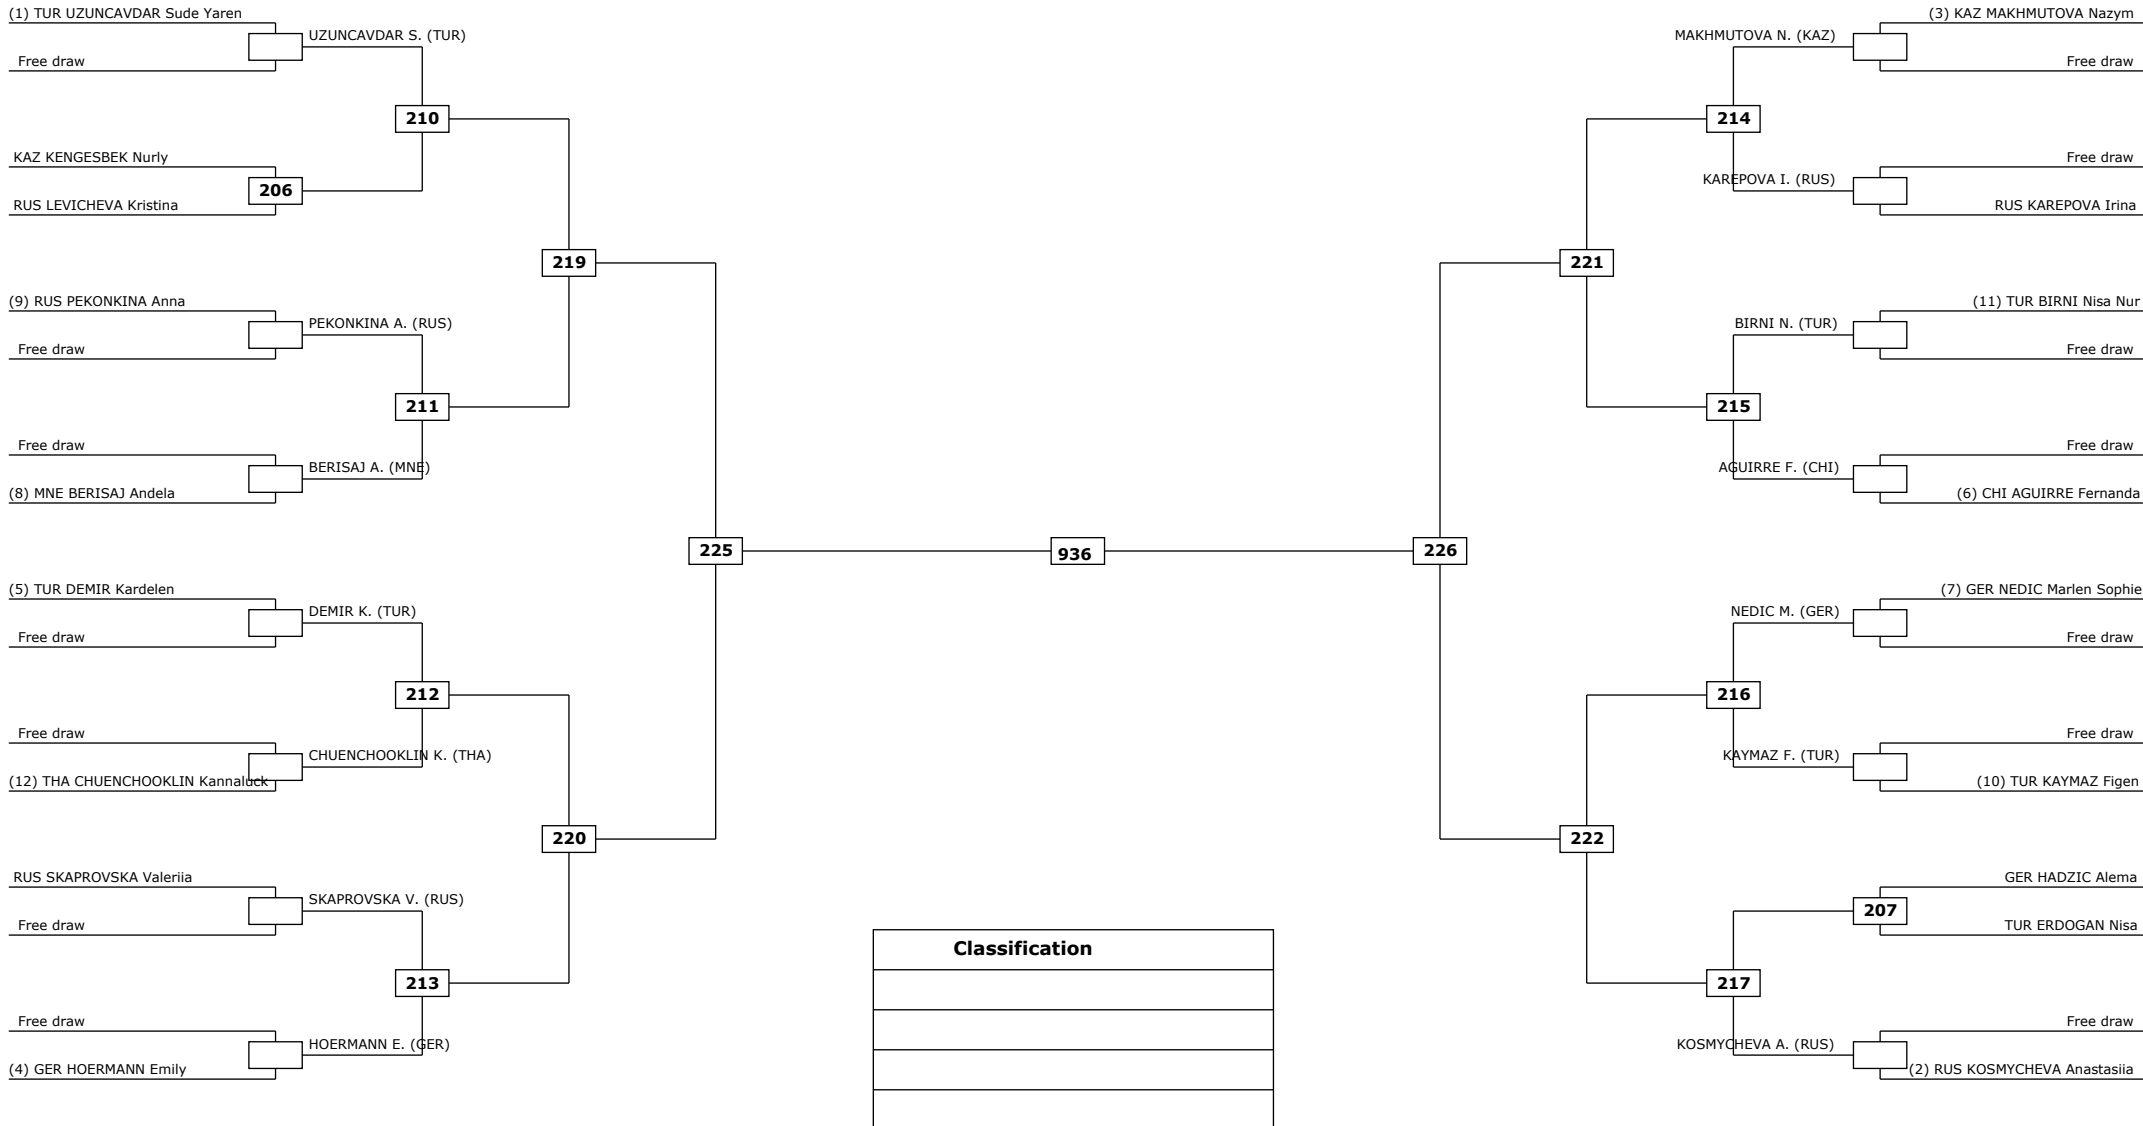 (1) TUR UZUNCAVDAR Sude Yaren
UZUNCAVDAR S. (TUR)
Free draw
210
KAZ KENGESBEK Nurly
206
RUS LEVICHEVA Kristina
219
(9) RUS PEKONKINA Anna
PEKONKINA A. (RUS)
Free draw
211
Free draw
BERISAJ A. (MNE)
(8) MNE BERISAJ Andela
225
(5) TUR DEMIR Kardelen
DEMIR K. (TUR)
Free draw
212
Free draw
CHUENCHOOKLIN K. (THA)
(12) THA CHUENCHOOKLIN Kannaluck
220
RUS SKAPROVSKA Valeriia
SKAPROVSKA V. (RUS)
Free draw
213
Free draw
HOERMANN E. (GER)
(4) GER HOERMANN Emily
936
Classification
(3) KAZ MAKHMUTOVA Nazym
MAKHMUTOVA N. (KAZ)
Free draw
214
Free draw
KAREPOVA I. (RUS)
RUS KAREPOVA Irina
221
(11) TUR BIRNI Nisa Nur
BIRNI N. (TUR)
Free draw
215
Free draw
AGUIRRE F. (CHI)
(6) CHI AGUIRRE Fernanda
226
(7) GER NEDIC Marlen Sophie
NEDIC M. (GER)
Free draw
216
Free draw
KAYMAZ F. (TUR)
(10) TUR KAYMAZ Figen
222
GER HADZIC Alema
207
TUR ERDOGAN Nisa
217
Free draw
KOSMYCHEVA A. (RUS)
(2) RUS KOSMYCHEVA Anastasiia